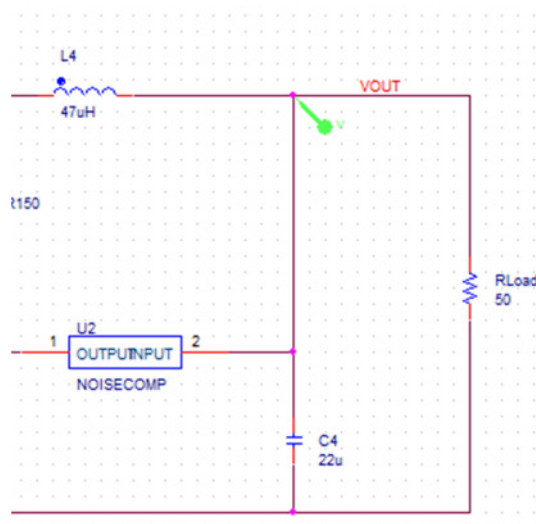 L4
47uH
VOUT
V
R150
RLoad
50
U2
1
OUTPUTINPUT
2
NOISECOMP
C4
22u